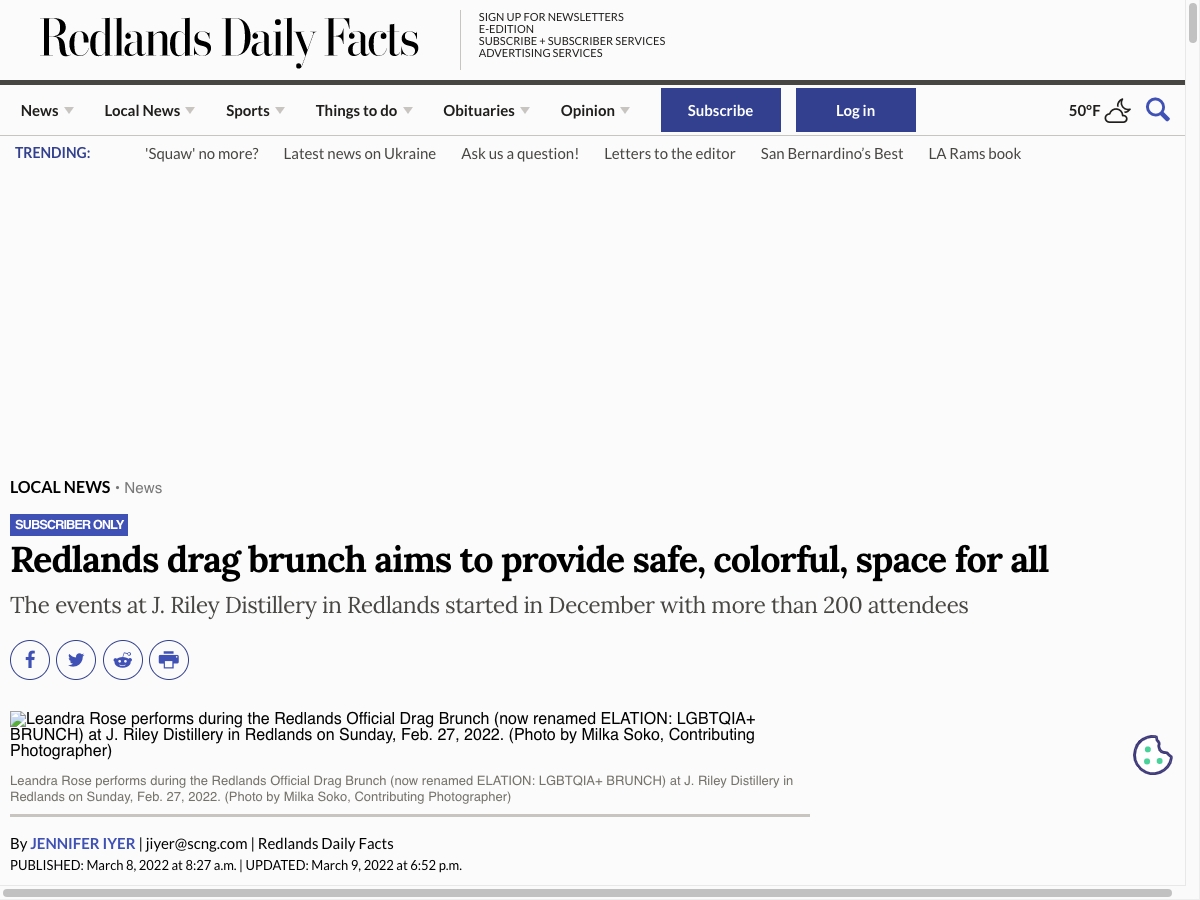 Redlands Daily Facts
SIGN UP FOR NEWSLETTERS
E-EDITION
SUBSCRIBE + SUBSCRIBER SERVICES
ADVERTISING SERVICES
News Local News Sports Things to do Obituaries Opinion Subscribe Log in 50°F
TRENDING: 'Squaw' no more? Latest news on Ukraine Ask us a question! Letters to the editor San Bernardino's Best LA Rams book
LOCAL NEWS • News
SUBSCRIBER ONLY
Redlands drag brunch aims to provide safe, colorful, space for all
The events at J. Riley Distillery in Redlands started in December with more than 200 attendees
Leandra Rose performs during the Redlands Official Drag Brunch (now renamed ELATION: LGBTQIA+
BRUNCH) at J. Riley Distillery in Redlands on Sunday, Feb. 27, 2022. (Photo by Milka Soko, Contributing
Photographer)
Leandra Rose performs during the Redlands Official Drag Brunch (now renamed ELATION: LGBTQIA+ BRUNCH) at J. Riley Distillery in
Redlands on Sunday, Feb. 27, 2022. (Photo by Milka Soko, Contributing Photographer)
By JENNIFER IYER | jiyer@scng.com | Redlands Daily Facts
PUBLISHED: March 8, 2022 at 8:27 a.m. | UPDATED: March 9, 2022 at 6:52 p.m.